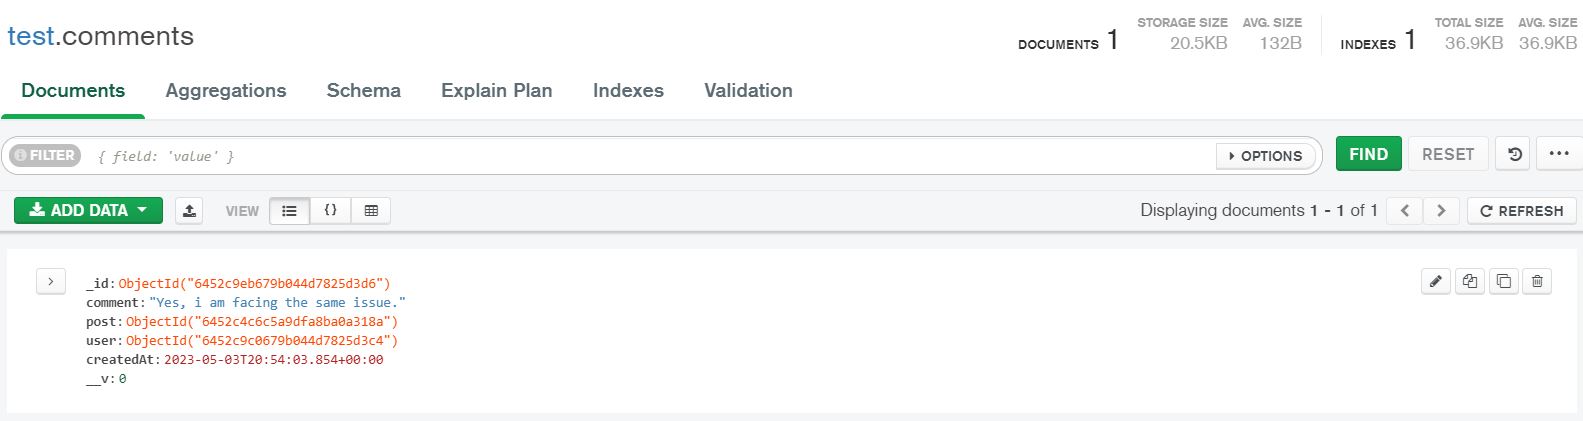 test.comments
DOCUMENTS 1 STORAGE SIZE 20.5KB AVG. SIZE 132B INDEXES 1 TOTAL SIZE 36.9KB AVG. SIZE 36.9KB
Documents Aggregations Schema Explain Plan Indexes Validation
FILTER { field: 'value' } OPTIONS FIND RESET ...
ADD DATA VIEW {} Displaying documents 1 - 1 of 1 < > REFRESH
_id: ObjectId("6452c9eb679b044d7825d3d6")
comment: "Yes, i am facing the same issue."
post: ObjectId("6452c4c6c5a9dfa8ba0a318a")
user: ObjectId("6452c9c0679b044d7825d3c4")
createdAt: 2023-05-03T20:54:03.854+00:00
__v: 0